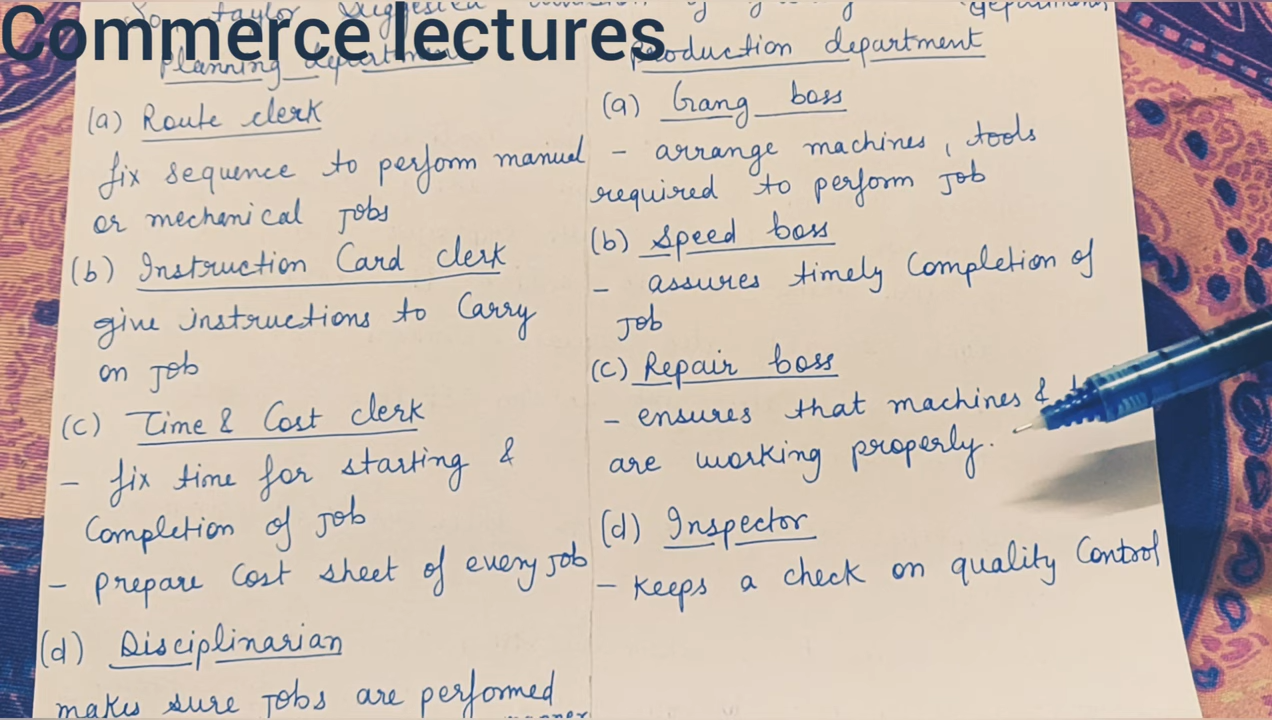 Commerce lectures
So Taylor suggested
Planning department
(a) Route clerk
fix sequence to perform manual
or mechanical jobs
(b) Instruction Card clerk
give instructions to Carry
on job
(c) Time & Cost clerk
- fix time for starting &
Completion of job
- prepare Cost sheet of every job
(d) Disciplinarian
makes sure jobs are performed
manner
Production department
(a) Gang boss
- arrange machines, tools
required to perform job
(b) Speed boss
- assures timely Completion of
job
(c) Repair boss
- ensures that machines &
are working properly.
(d) Inspector
- keeps a check on quality Control